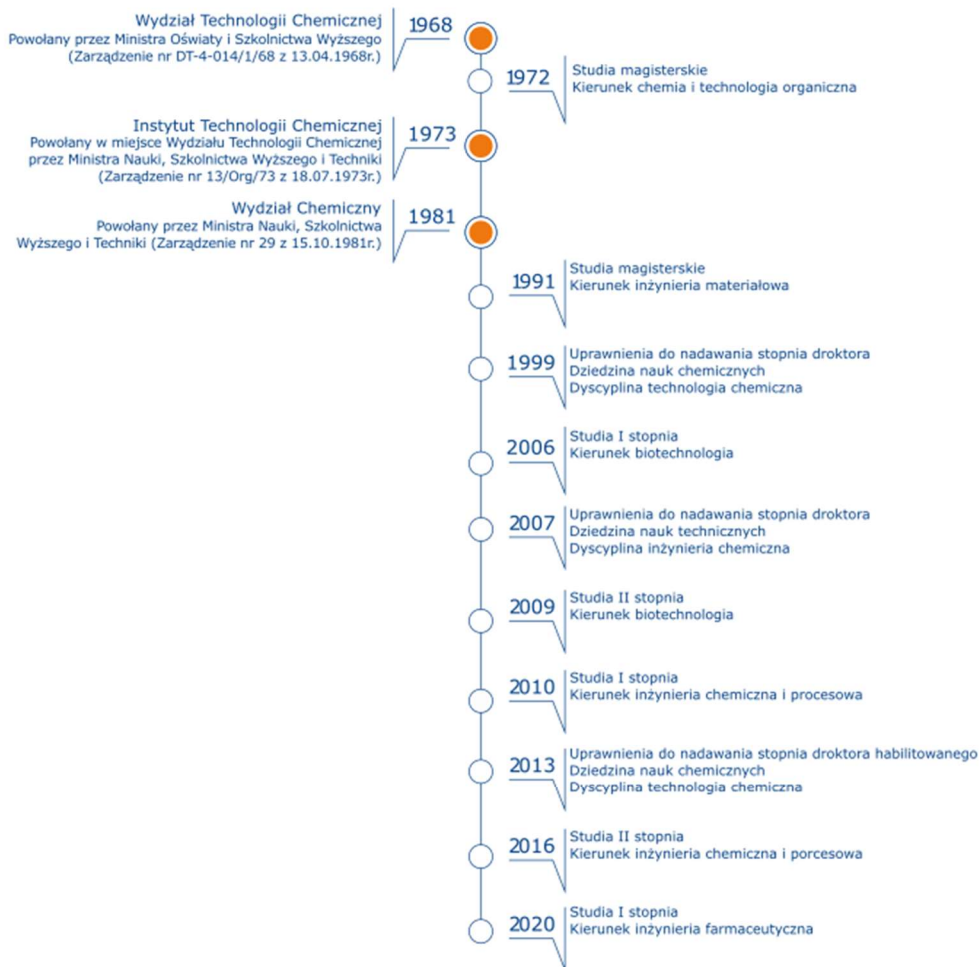 Wydział Technologii Chemicznej
Powołany przez Ministra Oświaty i Szkolnictwa Wyższego
(Zarządzenie nr DT-4-014/1/68 z 13.04.1968r.)
1968
1972
Studia magisterskie
Kierunek chemia i technologia organiczna
Instytut Technologii Chemicznej
Powołany w miejsce Wydziału Technologii Chemicznej
przez Ministra Nauki, Szkolnictwa Wyższego i Techniki
(Zarządzenie nr 13/Org/73 z 18.07.1973r.)
1973
Wydział Chemiczny
Powołany przez Ministra Nauki, Szkolnictwa
Wyższego i Techniki (Zarządzenie nr 29 z 15.10.1981r.)
1981
1991
Studia magisterskie
Kierunek inżynieria materiałowa
1999
Uprawnienia do nadawania stopnia droktora
Dziedzina nauk chemicznych
Dyscyplina technologia chemiczna
2006
Studia I stopnia
Kierunek biotechnologia
2007
Uprawnienia do nadawania stopnia droktora
Dziedzina nauk technicznych
Dyscyplina inżynieria chemiczna
2009
Studia II stopnia
Kierunek biotechnologia
2010
Studia I stopnia
Kierunek inżynieria chemiczna i procesowa
2013
Uprawnienia do nadawania stopnia droktora habilitowanego
Dziedzina nauk chemicznych
Dyscyplina technologia chemiczna
2016
Studia II stopnia
Kierunek inżynieria chemiczna i porcesowa
2020
Studia I stopnia
Kierunek inżynieria farmaceutyczna